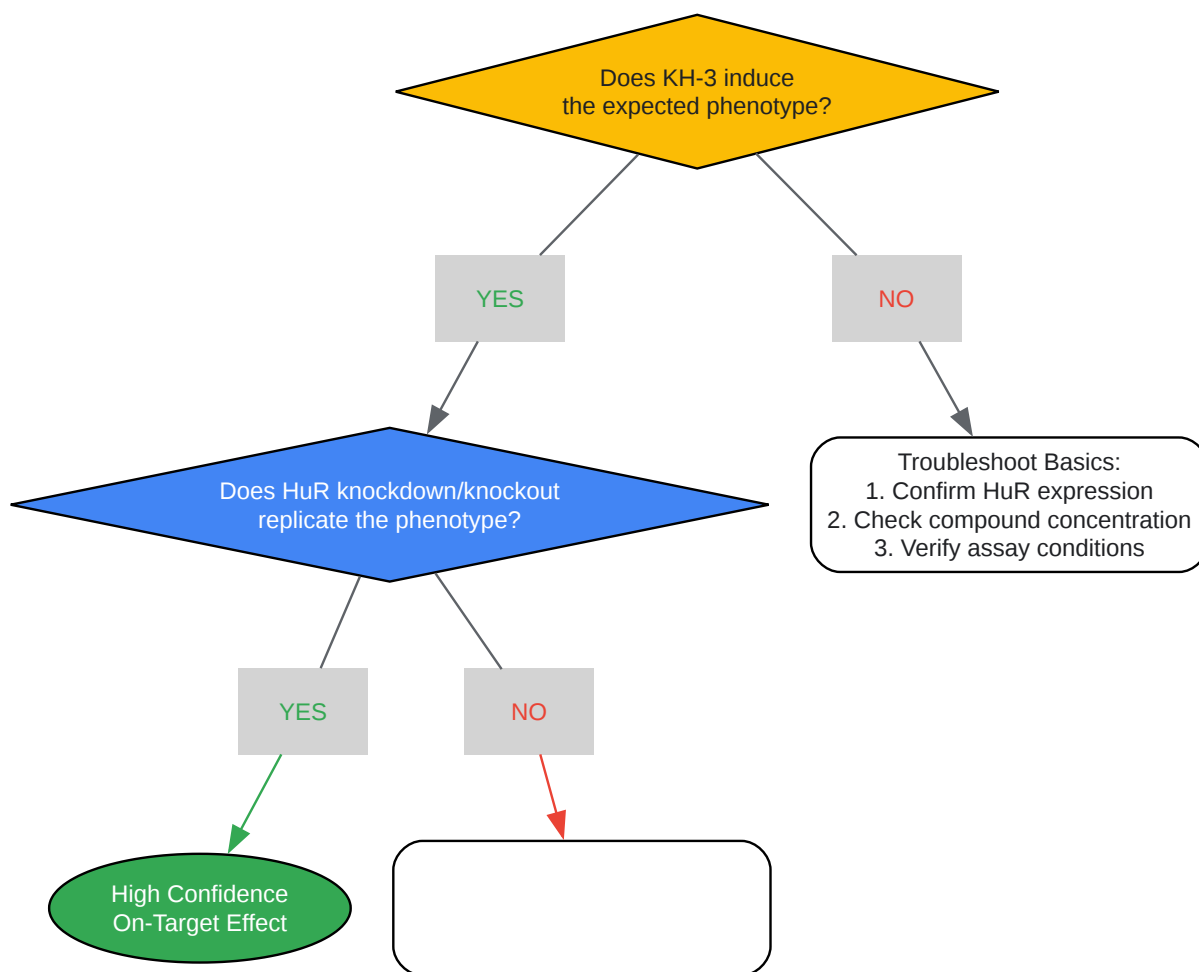 Does KH-3 induce
the expected phenotype?
YES
NO
Does HuR knockdown/knockout
replicate the phenotype?
Troubleshoot Basics:
1. Confirm HuR expression
2. Check compound concentration
3. Verify assay conditions
YES
NO
High Confidence
On-Target Effect